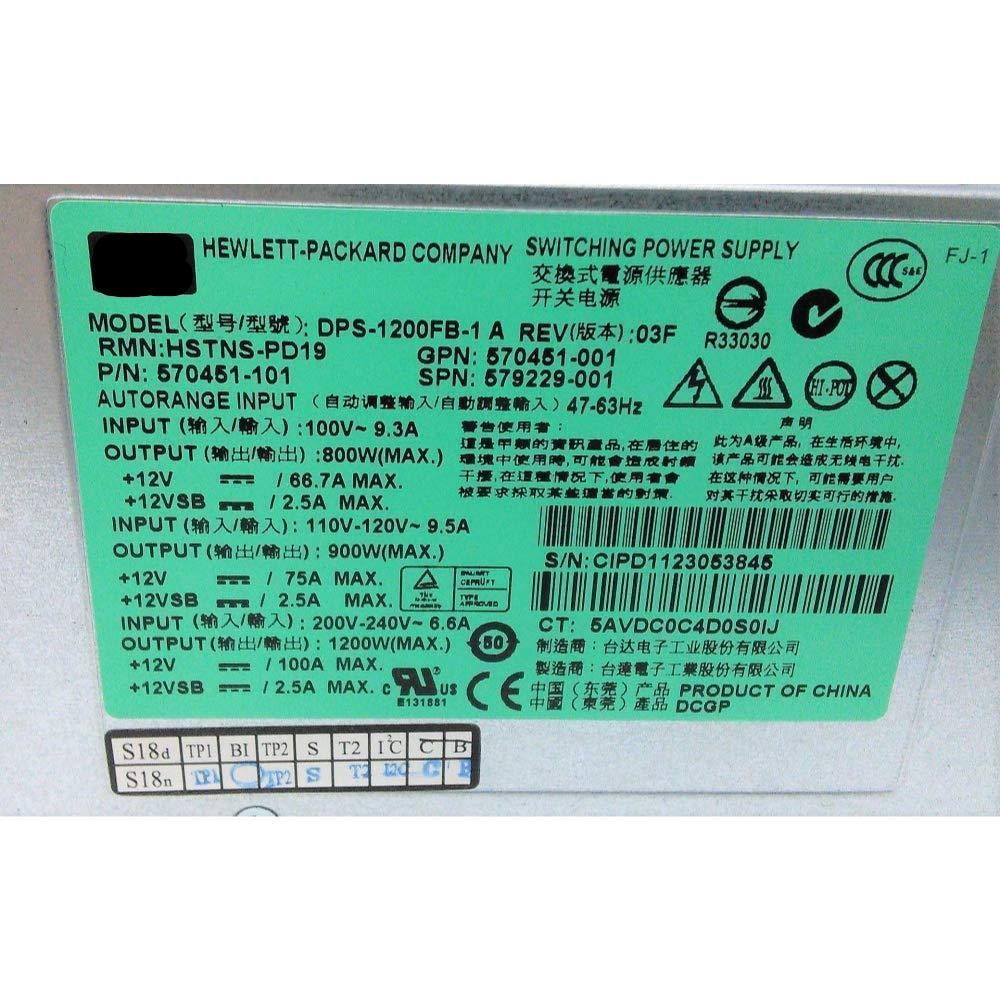 HEWLETT-PACKARD COMPANY
SWITCHING POWER SUPPLY
交換式電源供應器
开关电源
CCC S&E
FJ-1
R33030
MODEL(型号/型號): DPS-1200FB-1 A REV(版本):03F
RMN:HSTNS-PD19 GPN: 570451-001
P/N: 570451-101 SPN: 579229-001
HI-POT
AUTORANGE INPUT (自动调整输入/自動調整輸入) 47-63Hz
INPUT (输入/輸入) :100V~ 9.3A
OUTPUT (输出/輸出) :800W(MAX.)
+12V / 66.7A MAX.
+12VSB / 2.5A MAX.
INPUT (输入/輸入) : 110V-120V~ 9.5A
OUTPUT (输出/輸出) : 900W(MAX.)
+12V / 75A MAX.
+12VSB / 2.5A MAX.
INPUT (输入/輸入) : 200V-240V~ 6.6A
OUTPUT (输出/輸出) :1200W(MAX.)
+12V / 100A MAX.
+12VSB / 2.5A MAX.
警告使用者:
這是甲類的資訊產品,在居住的
環境中使用時,可能會造成射頻
干擾,在這種情況下,使用者會
被要求採取某些適當的對策.
声明
此为A级产品, 在生活环境中,
该产品可能会造成无线电干扰.
在这种情况下, 可能需要用户
对其干扰采取切实可行的措施.
S/N: CIPD1123053845
CT: 5AVDC0C4D0S0IJ
GEPRÜFT
TYPE
APPROVED
50
c US
E131881
CE
制造商: 台达电子工业股份有限公司
製造商: 台達電子工業股份有限公司
中国 (东莞) 产品 PRODUCT OF CHINA
中國 (東莞) 產品 DCGP
S18d TP1 BI TP2 S T2 I²C C B
S18n TP1 TP2 S T2 I2C C B